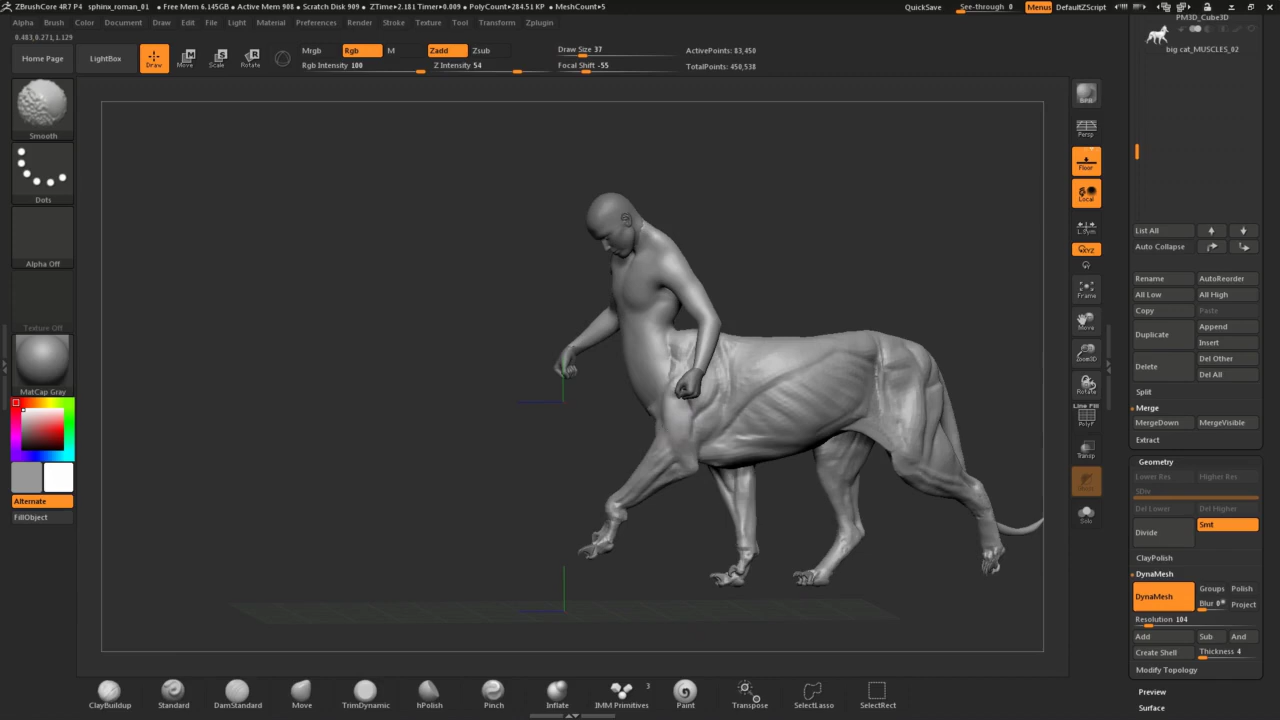 ZBrushCore 4R7 P4 sphinx_roman_01 • Free Mem 6.145GB • Active Mem 908 • Scratch Disk 909 • ZTime▸2.181 Timer▸0.009 • PolyCount▸284.51 KP • MeshCount▸5 QuickSave See-through 0 Menus DefaultZScript
Alpha Brush Color Document Draw Edit File Light Material Preferences Render Stroke Texture Tool Transform Zplugin
0.483,0.271,1.129
Home Page LightBox Draw Move Scale Rotate
Mrgb Rgb M Zadd Zsub Draw Size 37 ActivePoints: 83,450
Rgb Intensity 100 Z Intensity 54 Focal Shift -55 TotalPoints: 450,538
Smooth
Dots
Alpha Off
Texture Off
MatCap Gray
Alternate
FillObject
BPR
Persp
Floor
Local
L.Sym
XYZ
Frame
Move
Zoom3D
Rotate
Line Fill
PolyF
Transp
Solo
PM3D_Cube3D
big cat_MUSCLES_02
List All
Auto Collapse
Rename AutoReorder
All Low All High
Copy Paste
Duplicate Append
Insert
Delete Del Other
Del All
Split
Merge
MergeDown MergeVisible
Extract
Geometry
Lower Res Higher Res
SDiv
Del Lower Del Higher
Divide Smt
ClayPolish
DynaMesh
DynaMesh Groups Polish
Blur 0 Project
Resolution 104
Add Sub And
Create Shell Thickness 4
Modify Topology
Preview
Surface
ClayBuildup Standard DamStandard Move TrimDynamic hPolish Pinch Inflate IMM Primitives 3 Paint Transpose SelectLasso SelectRect